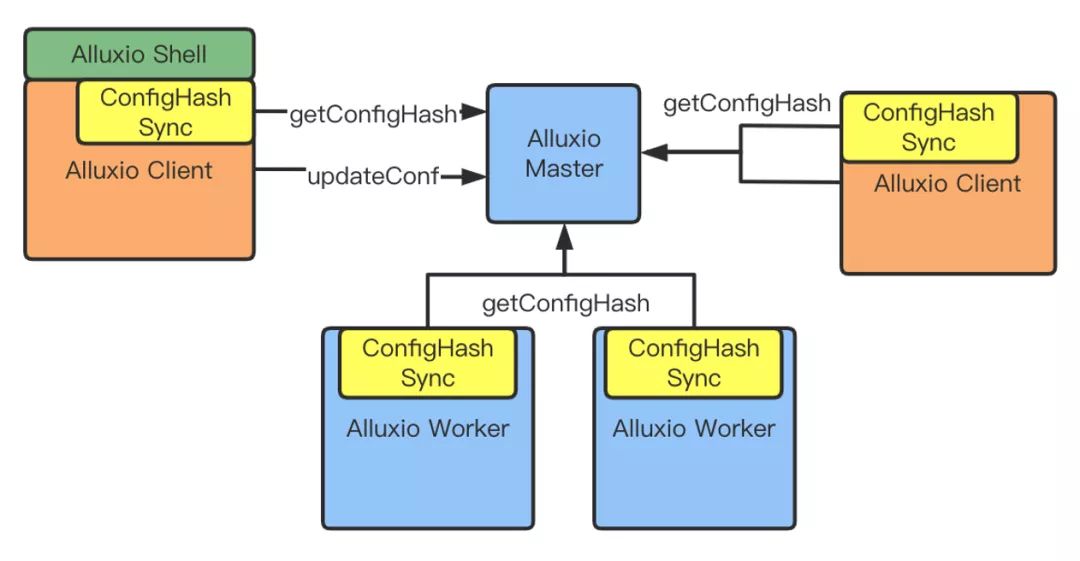 Alluxio Shell
ConfigHash
Sync
Alluxio Client
getConfigHash
updateConf
Alluxio
Master
getConfigHash
ConfigHash
Sync
Alluxio Client
getConfigHash
ConfigHash
Sync
Alluxio Worker
ConfigHash
Sync
Alluxio Worker